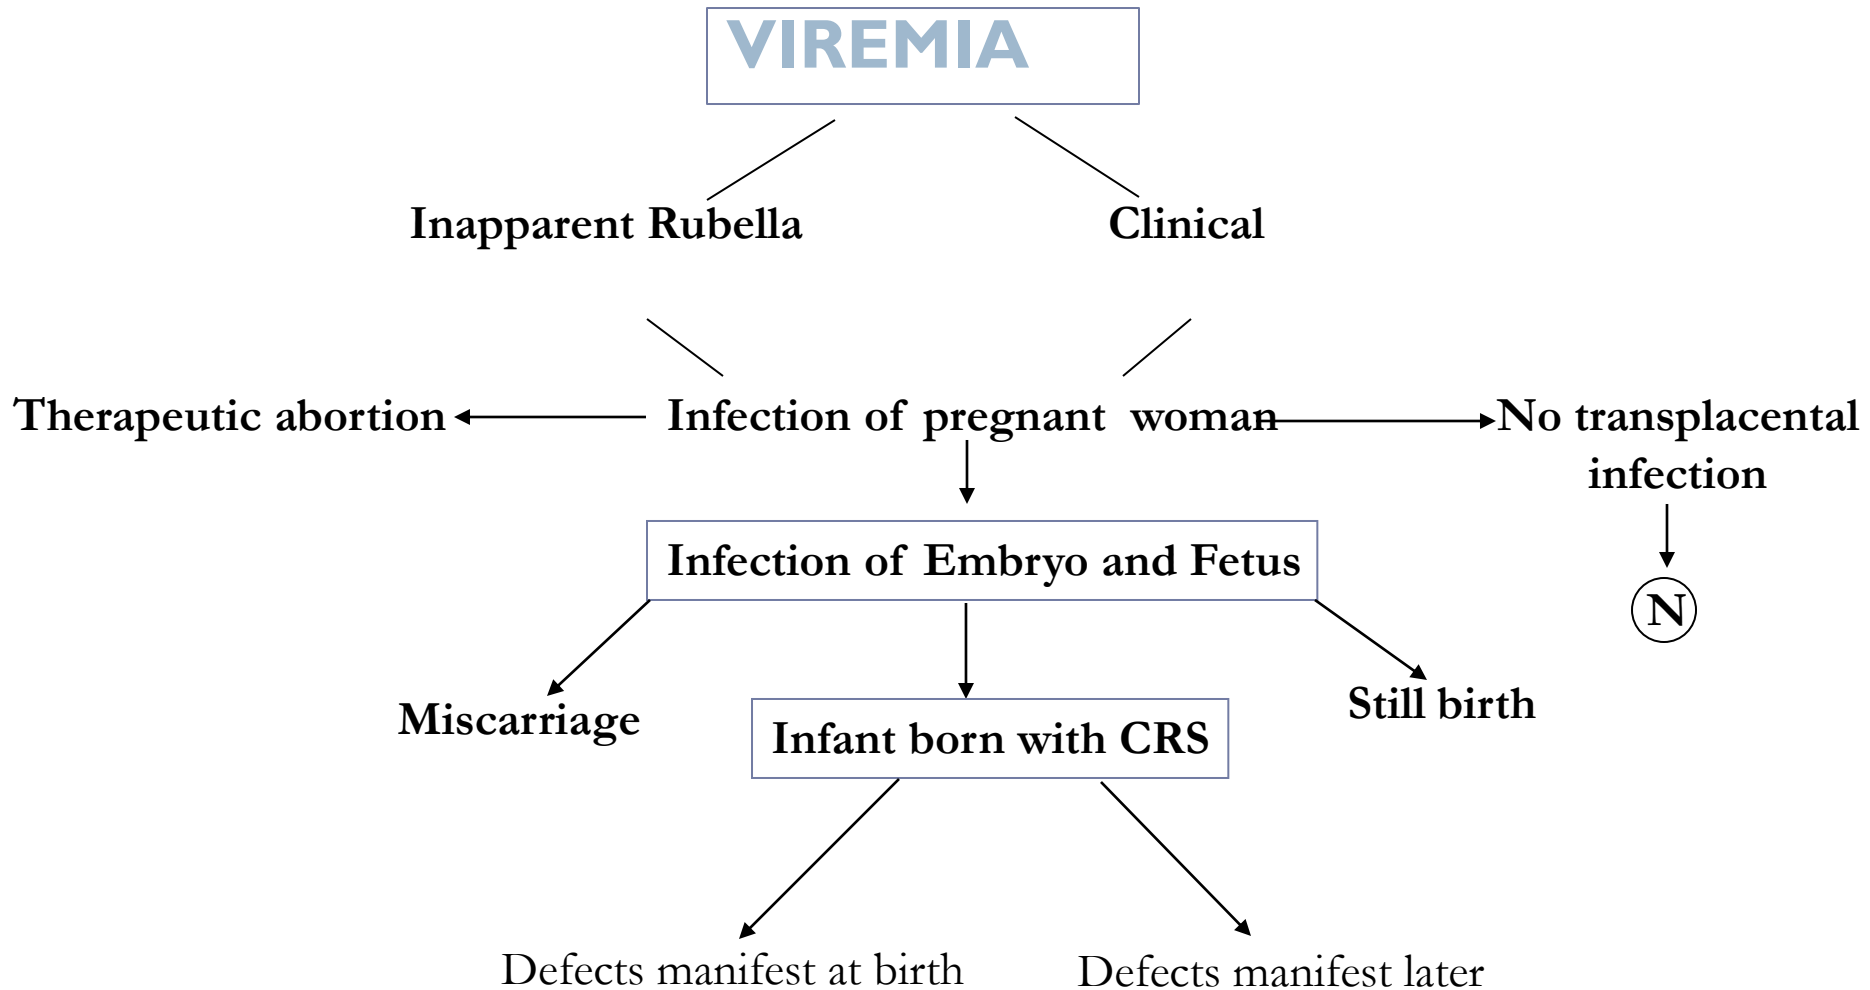 VIREMIA
Inapparent Rubella
Clinical
Therapeutic abortion
Infection of pregnant woman
No transplacental
infection
Infection of Embryo and Fetus
N
Miscarriage
Still birth
Infant born with CRS
Defects manifest at birth
Defects manifest later